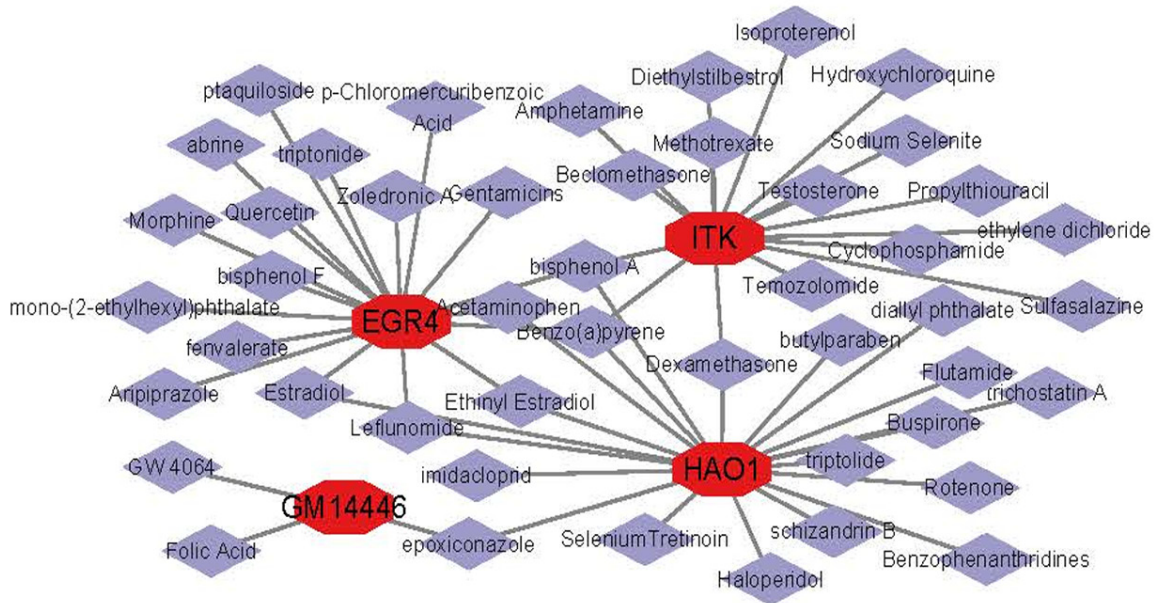 Isoproterenol
Diethylstilbestrol
Hydroxychloroquine
ptaquiloside
p-Chloromercuribenzoic
Acid
Amphetamine
abrine
triptonide
Methotrexate
Sodium Selenite
Beclomethasone
Testosterone
Propylthiouracil
Zoledronic A
Gentamicins
Morphine
Quercetin
ITK
ethylene dichloride
Cyclophosphamide
bisphenol F
bisphenol A
Temozolomide
mono-(2-ethylhexyl)phthalate
EGR4
Acetaminophen
diallyl phthalate
Sulfasalazine
Benzo(a)pyrene
butylparaben
fenvalerate
Dexamethasone
Flutamide
Aripiprazole
Estradiol
trichostatin A
Ethinyl Estradiol
Leflunomide
Buspirone
GW 4064
imidacloprid
HAO1
triptolide
Rotenone
GM14446
Folic Acid
epoxiconazole
Selenium
Tretinoin
schizandrin B
Benzophenanthridines
Haloperidol